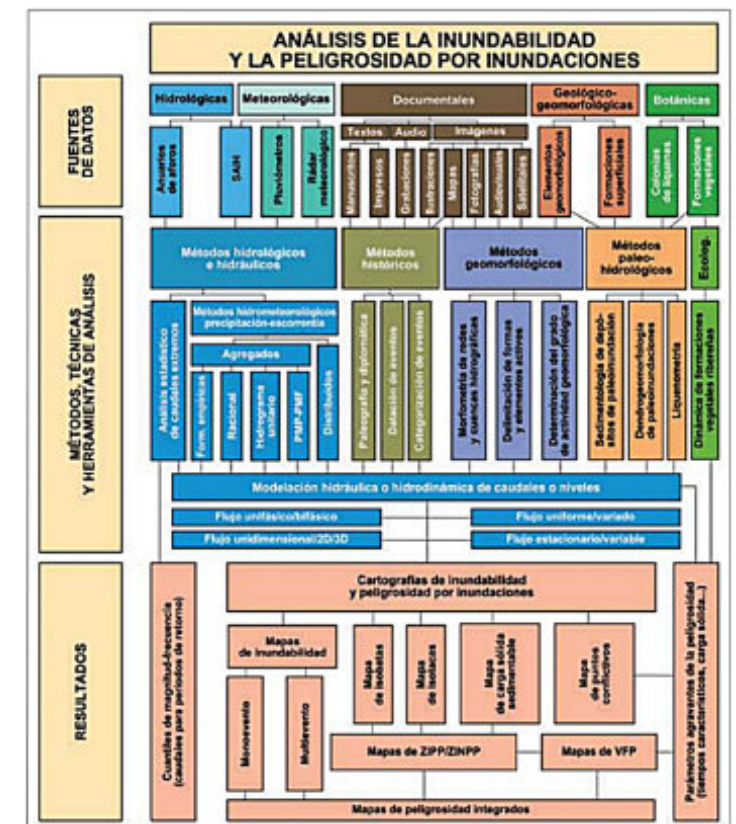 ANÁLISIS DE LA INUNDABILIDAD
Y LA PELIGROSIDAD POR INUNDACIONES
FUENTES
DE DATOS
Hidrológicas
Meteorológicas
Documentales
Geológico-
geomorfológicas
Botánicas
Textos
Audio
Imágenes
Anuarios
de aforos
SAIH
Pluviómetros
Rádar
meteorológico
Manuscritos
Impresos
Grabaciones
Ilustraciones
Mapas
Fotografías
Audiovisuales
Satelitales
Elementos
geomorfológicos
Formaciones
superficiales
Colonias
de líquenes
Formaciones
vegetales
MÉTODOS, TÉCNICAS
Y HERRAMIENTAS DE ANÁLISIS
Métodos hidrológicos
e hidráulicos
Métodos
históricos
Métodos
geomorfológicos
Métodos
paleo-
hidrológicos
Ecolog.
Análisis estadístico
de caudales extremos
Métodos hidrometeorológicos
precipitación-escorrentía
Agregados
Form. empíricas
Racional
Hidrograma
unitario
PMP-PMF
Distribuidos
Paleografía y diplomática
Datación de eventos
Categorización de eventos
Morfometría de redes
y cuencas hidrográficas
Delimitación de formas
y elementos activos
Determinación del grado
de actividad geomorfológica
Sedimentología de depó-
sitos de paleoinundación
Dendrogeomorfología
de paleoinundaciones
Liquenometría
Dinámica de formaciones
vegetales ribereñas
Modelación hidráulica o hidrodinámica de caudales o niveles
Flujo unifásico/bifásico
Flujo uniforme/variado
Flujo unidimensional/2D/3D
Flujo estacionario/variable
RESULTADOS
Cuantiles de magnitud-frecuencia
(caudales para periodos de retorno)
Cartografías de inundabilidad
y peligrosidad por inundaciones
Mapas
de inundabilidad
Monoevento
Multievento
Mapa
de isobatas
Mapa
de isotacas
Mapa
de carga sólida
sedimentable
Mapa
de puntos
conflictivos
Mapas de ZIPP/ZINPP
Mapas de VFP
Mapas de peligrosidad integrados
Parámetros agravantes de la peligrosidad
(tiempos característicos, carga sólida...)